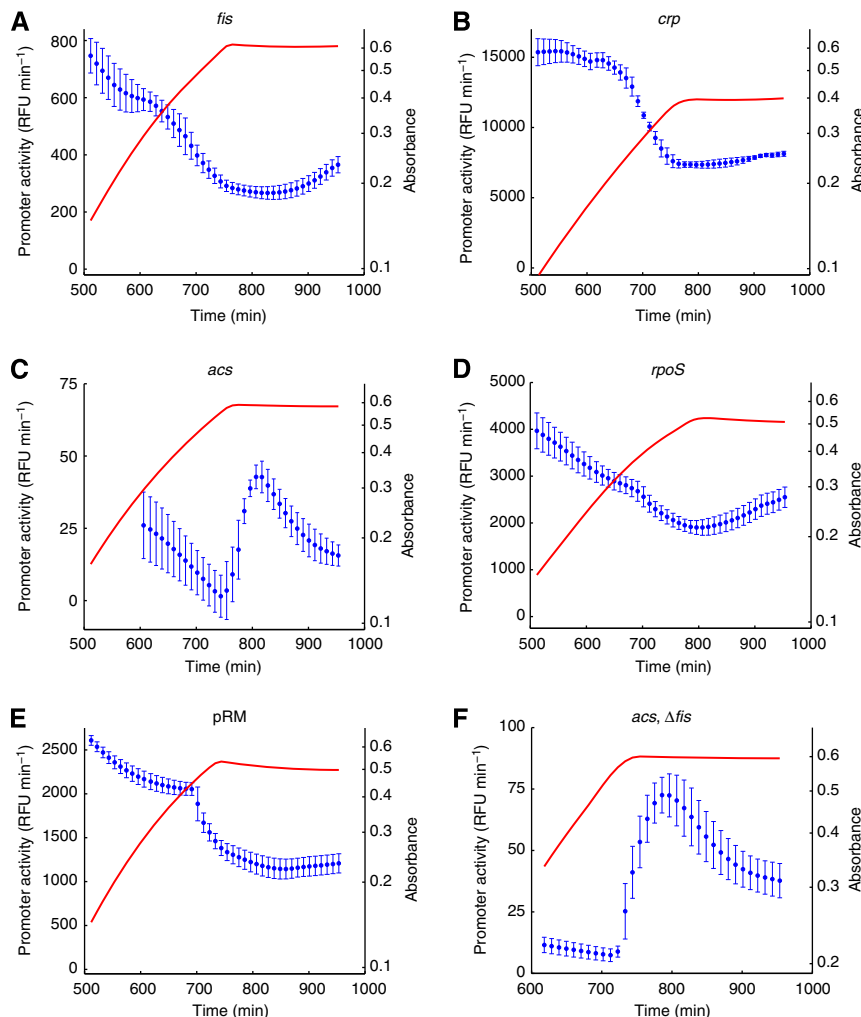 A
fis
800
600
400
200
0
Promoter activity (RFU min−1)
0.6
0.5
0.4
0.3
0.2
0.1
Absorbance
500 600 700 800 900 1000
Time (min)
B
crp
15000
10000
5000
0
Promoter activity (RFU min−1)
0.6
0.5
0.4
0.3
0.2
0.1
Absorbance
500 600 700 800 900 1000
Time (min)
C
acs
75
50
25
0
Promoter activity (RFU min−1)
0.6
0.4
0.3
0.2
0.1
Absorbance
500 600 700 800 900 1000
Time (min)
D
rpoS
5000
4000
3000
2000
1000
0
Promoter activity (RFU min−1)
0.6
0.5
0.4
0.3
0.2
0.1
Absorbance
500 600 700 800 900 1000
Time (min)
E
pRM
2500
2000
1500
1000
500
0
Promoter activity (RFU min−1)
0.6
0.5
0.4
0.3
0.2
0.1
Absorbance
500 600 700 800 900 1000
Time (min)
F
acs, Δfis
100
75
50
25
0
Promoter activity (RFU min−1)
0.6
0.5
0.4
0.3
0.2
Absorbance
600 700 800 900 1000
Time (min)